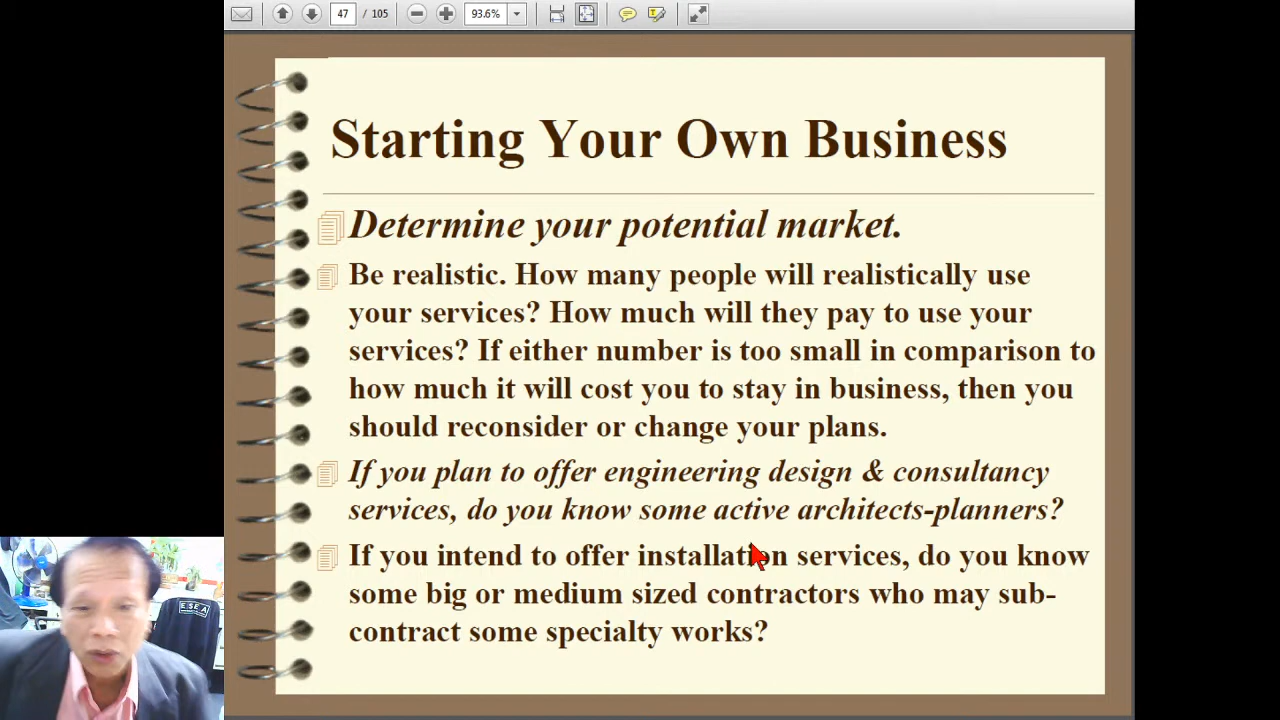 47 / 105 93.6%
Starting Your Own Business
Determine your potential market.
Be realistic. How many people will realistically use
your services? How much will they pay to use your
services? If either number is too small in comparison to
how much it will cost you to stay in business, then you
should reconsider or change your plans.
If you plan to offer engineering design & consultancy
services, do you know some active architects-planners?
If you intend to offer installation services, do you know
some big or medium sized contractors who may sub-
contract some specialty works?
ESEA